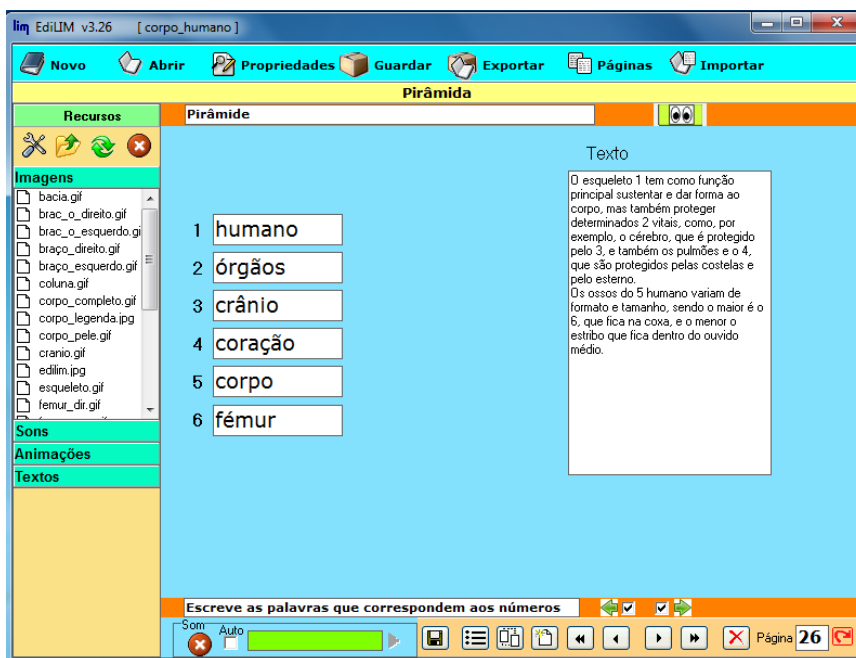 lim EdiLIM v3.26 [ corpo_humano ]
Novo Abrir Propriedades Guardar Exportar Páginas Importar
Pirâmida
Recursos
Pirâmide
Imagens
bacia.gif
brac_o_direito.gif
brac_o_esquerdo.gi
braço_direito.gif
braço_esquerdo.gif
coluna.gif
corpo_completo.gif
corpo_legenda.jpg
corpo_pele.gif
cranio.gif
edilim.jpg
esqueleto.gif
femur_dir.gif
Sons
Animações
Textos
1 humano
2 órgãos
3 crânio
4 coração
5 corpo
6 fémur
Texto
O esqueleto 1 tem como função
principal sustentar e dar forma ao
corpo, mas também proteger
determinados 2 vitais, como, por
exemplo, o cérebro, que é protegido
pelo 3, e também os pulmões e o 4,
que são protegidos pelas costelas e
pelo esterno.
Os ossos do 5 humano variam de
formato e tamanho, sendo o maior é o
6, que fica na coxa, e o menor o
estribo que fica dentro do ouvido
médio.
Escreve as palavras que correspondem aos números
Som
Auto
Página 26